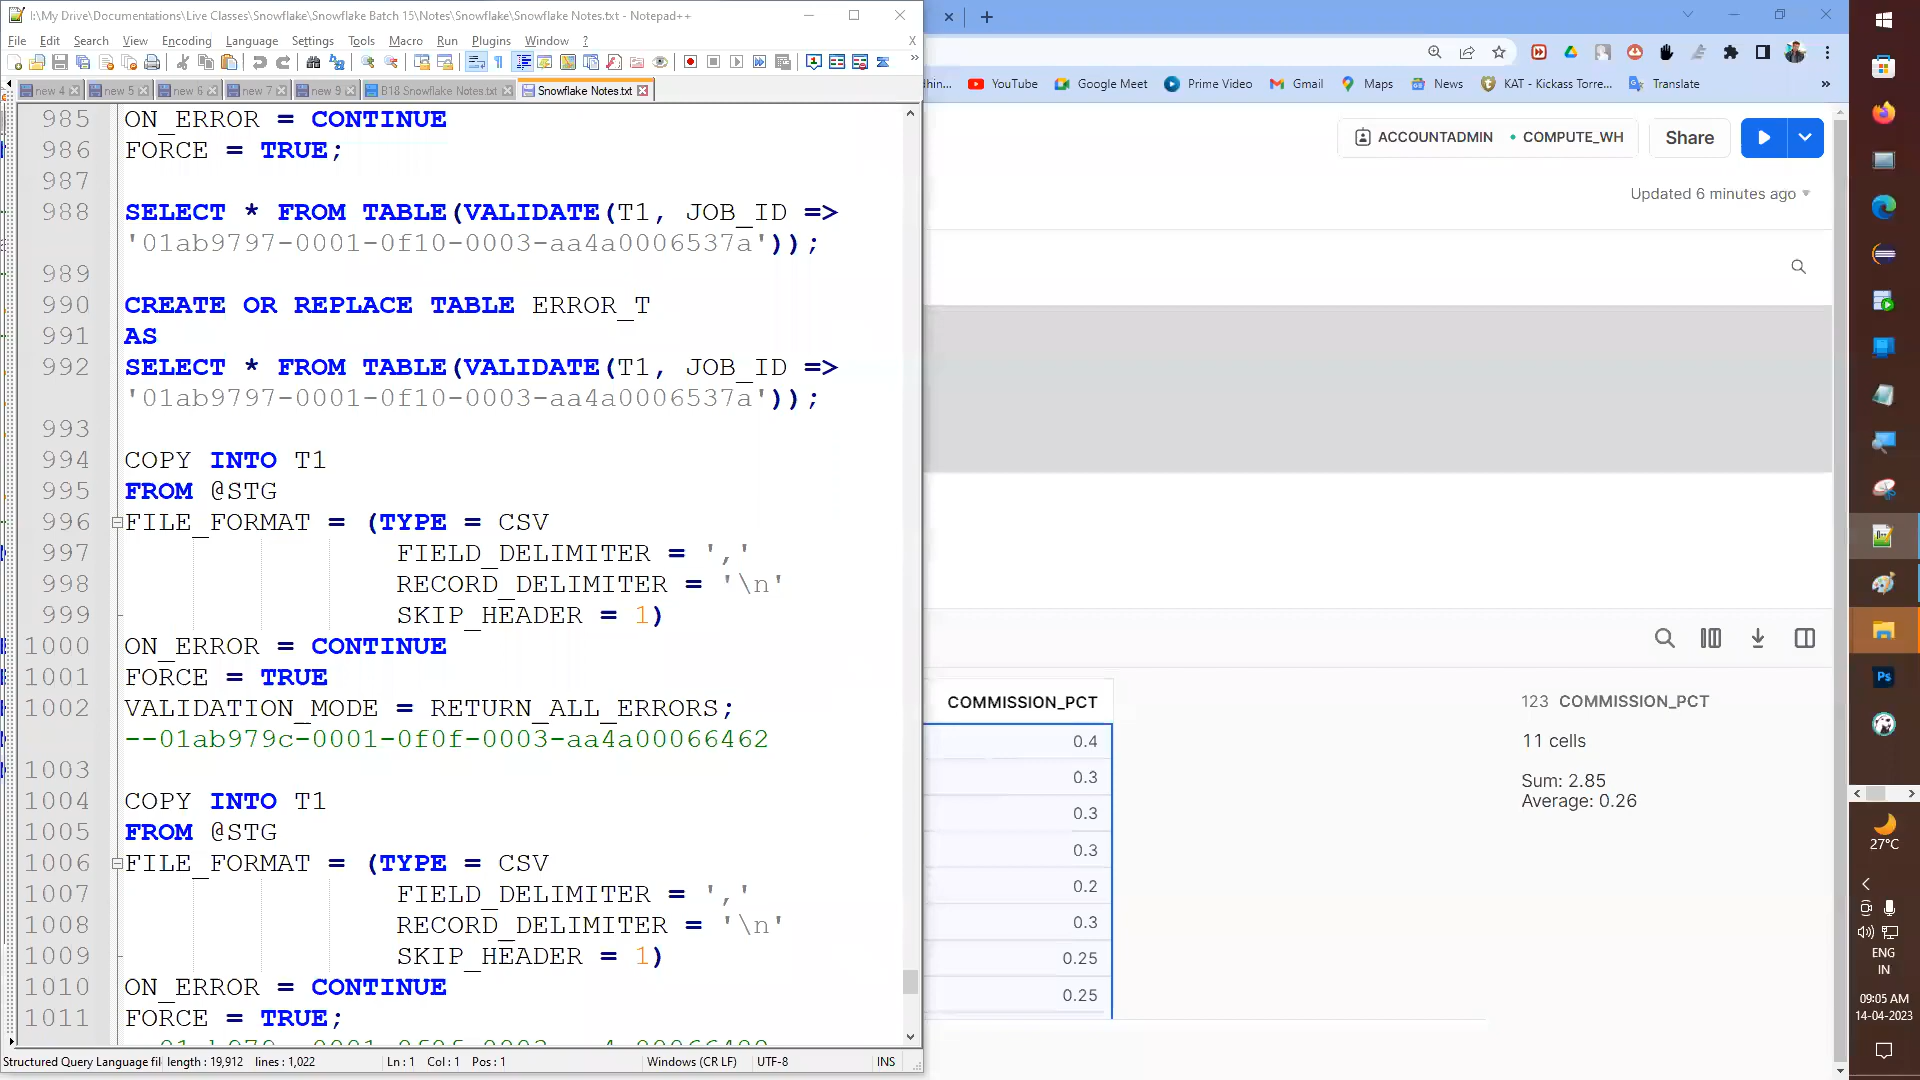 I:\My Drive\Documentations\Live Classes\Snowflake\Snowflake Batch 15\Notes\Snowflake\Snowflake Notes.txt - Notepad++
File Edit Search View Encoding Language Settings Tools Macro Run Plugins Window ? X
new 4 new 5 new 6 new 7 new 9 B18 Snowflake Notes.txt Snowflake Notes.txt
985 ON_ERROR = CONTINUE
986 FORCE = TRUE;
987
988 SELECT * FROM TABLE(VALIDATE(T1, JOB_ID =>
'01ab9797-0001-0f10-0003-aa4a0006537a'));
989
990 CREATE OR REPLACE TABLE ERROR_T
991 AS
992 SELECT * FROM TABLE(VALIDATE(T1, JOB_ID =>
'01ab9797-0001-0f10-0003-aa4a0006537a'));
993
994 COPY INTO T1
995 FROM @STG
996 FILE_FORMAT = (TYPE = CSV
997 FIELD_DELIMITER = ','
998 RECORD_DELIMITER = '\n'
999 SKIP_HEADER = 1)
1000 ON_ERROR = CONTINUE
1001 FORCE = TRUE
1002 VALIDATION_MODE = RETURN_ALL_ERRORS;
--01ab979c-0001-0f0f-0003-aa4a00066462
1003
1004 COPY INTO T1
1005 FROM @STG
1006 FILE_FORMAT = (TYPE = CSV
1007 FIELD_DELIMITER = ','
1008 RECORD_DELIMITER = '\n'
1009 SKIP_HEADER = 1)
1010 ON_ERROR = CONTINUE
1011 FORCE = TRUE;
Structured Query Language fil length : 19,912 lines : 1,022 Ln : 1 Col : 1 Pos : 1 Windows (CR LF) UTF-8 INS
dhin... YouTube Google Meet Prime Video Gmail Maps News KAT - Kickass Torre... Translate »
ACCOUNTADMIN • COMPUTE_WH Share
Updated 6 minutes ago
COMMISSION_PCT
0.4
0.3
0.3
0.3
0.2
0.3
0.25
0.25
123 COMMISSION_PCT
11 cells
Sum: 2.85
Average: 0.26
Ps
27°C
ENG
IN
09:05 AM
14-04-2023